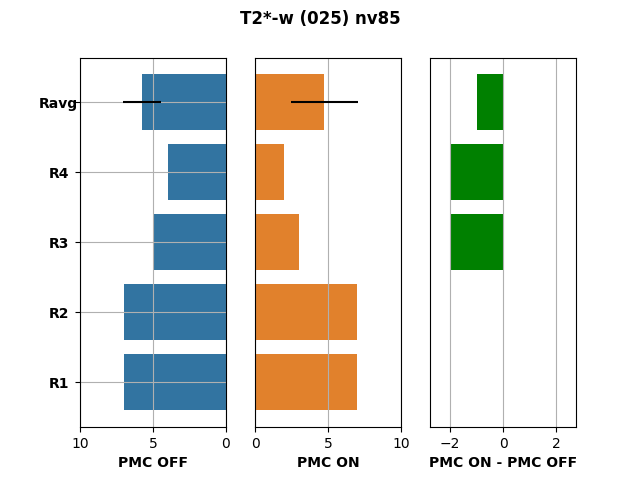 T2*-w (025) nv85
Ravg
R4
R3
R2
R1
10 5 0
0 5 10
−2 0 2
PMC OFF
PMC ON
PMC ON - PMC OFF